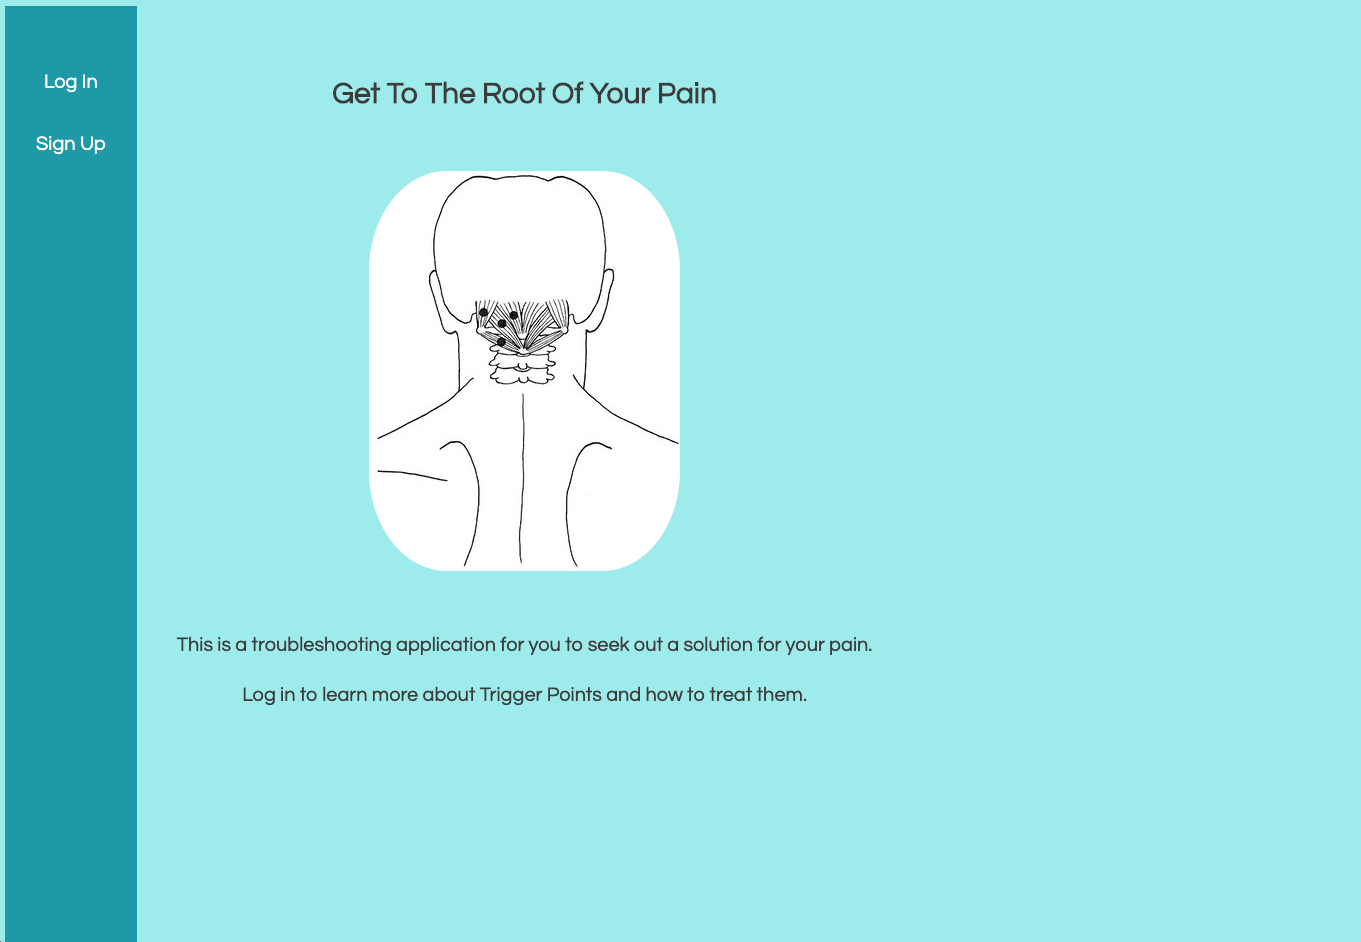 Log In
Sign Up
Get To The Root Of Your Pain
This is a troubleshooting application for you to seek out a solution for your pain.
Log in to learn more about Trigger Points and how to treat them.